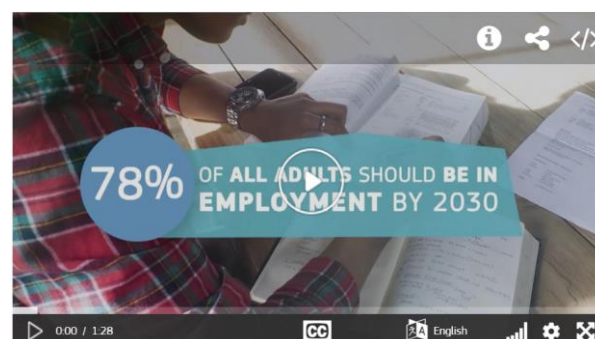 78%
OF ALL ADULTS SHOULD BE IN
EMPLOYMENT BY 2030
0:00 / 1:28
CC
English